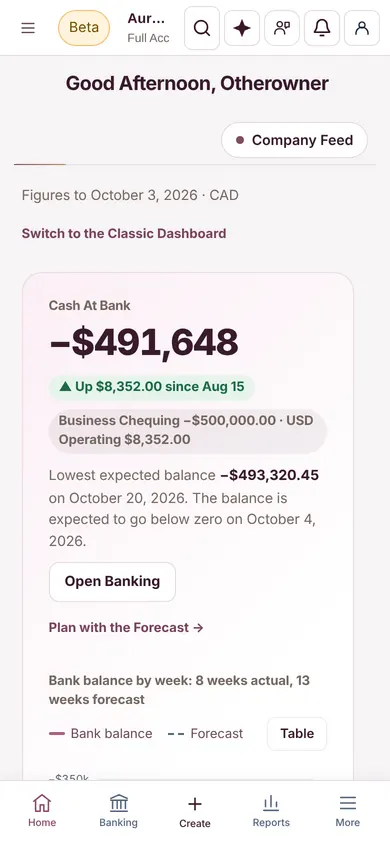 Beta
Aur...
Full Acc
Good Afternoon, Otherowner
Company Feed
Figures to October 3, 2026 · CAD
Switch to the Classic Dashboard
Cash At Bank
−$491,648
▲ Up $8,352.00 since Aug 15
Business Chequing −$500,000.00 · USD
Operating $8,352.00
Lowest expected balance −$493,320.45
on October 20, 2026. The balance is
expected to go below zero on October 4,
2026.
Open Banking
Plan with the Forecast →
Bank balance by week: 8 weeks actual, 13
weeks forecast
Bank balance
Forecast
Table
−$350k
Home
Banking
Create
Reports
More